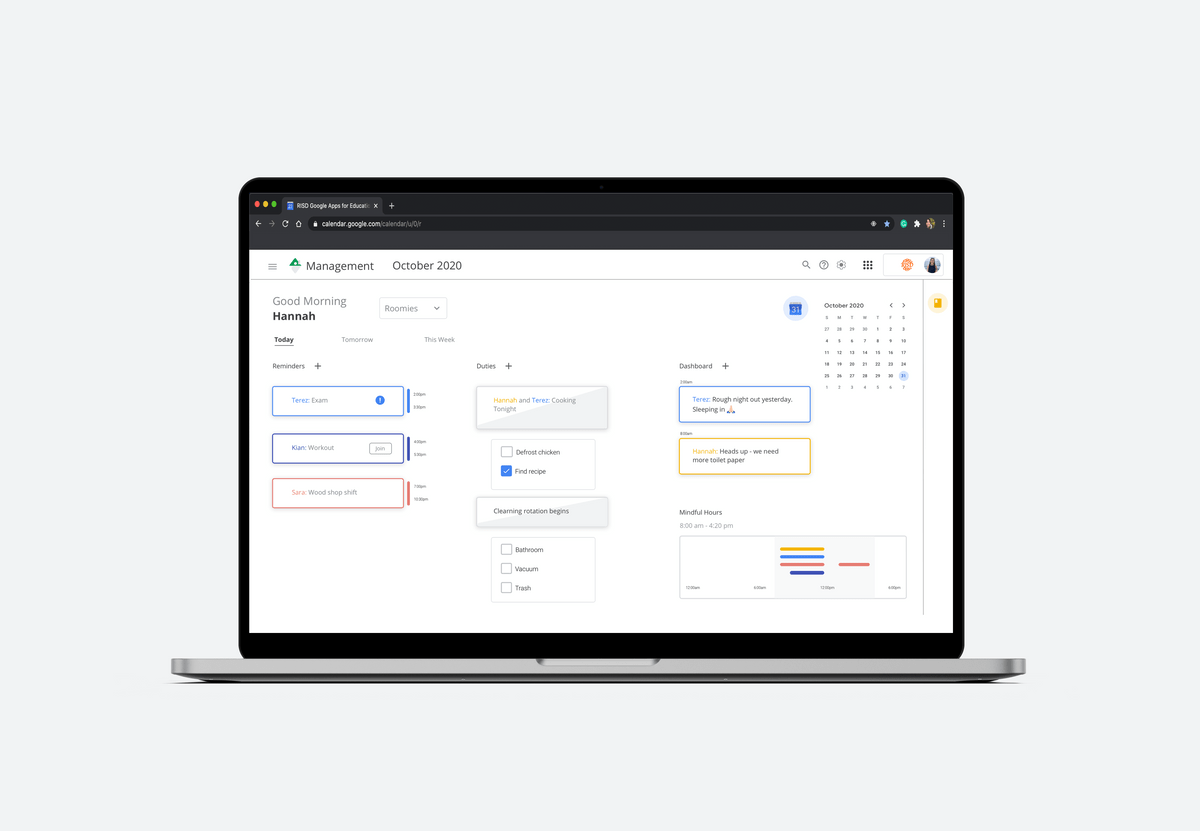 RISD Google Apps for Educatio
calendar.google.com/calendar/u/0/r
Management October 2020
Good Morning
Hannah
Roomies
31
October 2020
S M T W T F S
27 28 29 30 1 2 3
4 5 6 7 8 9 10
11 12 13 14 15 16 17
18 19 20 21 22 23 24
25 26 27 28 29 30 31
1 2 3 4 5 6 7
Today Tomorrow This Week
Reminders +
Terez: Exam
2:00pm
3:30pm
Kian: Workout Join
4:00pm
5:30pm
Sara: Wood shop shift
7:00pm
10:30pm
Duties +
Hannah and Terez: Cooking
Tonight
Defrost chicken
Find recipe
Clearning rotation begins
Bathroom
Vacuum
Trash
Dashboard +
Terez: Rough night out yesterday.
Sleeping in 🙏🏻
8:00am
Hannah: Heads up - we need
more toilet paper
Mindful Hours
8:00 am - 4:20 pm
12:00am 6:00am 12:00am 6:00pm